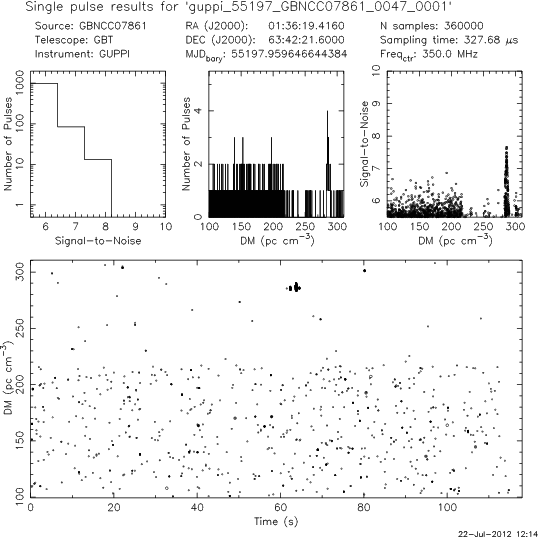 Single pulse results for 'guppi_55197_GBNCC07861_0047_0001'
Source: GBNCC07861 RA (J2000): 01:36:19.4160 N samples: 360000
Telescope: GBT DEC (J2000): 63:42:21.6000 Sampling time: 327.68 μs
Instrument: GUPPI MJDbary: 55197.959646644384 Freqctr: 350.0 MHz
Number of Pulses
1 10 100 1000
6 7 8 9 10
Signal-to-Noise
Number of Pulses
0 2 4
100 150 200 250 300
DM (pc cm-3)
Signal-to-Noise
6 7 8 9 10
100 150 200 250 300
DM (pc cm-3)
DM (pc cm-3)
100 150 200 250 300
0 20 40 60 80 100
Time (s)
22-Jul-2012 12:14